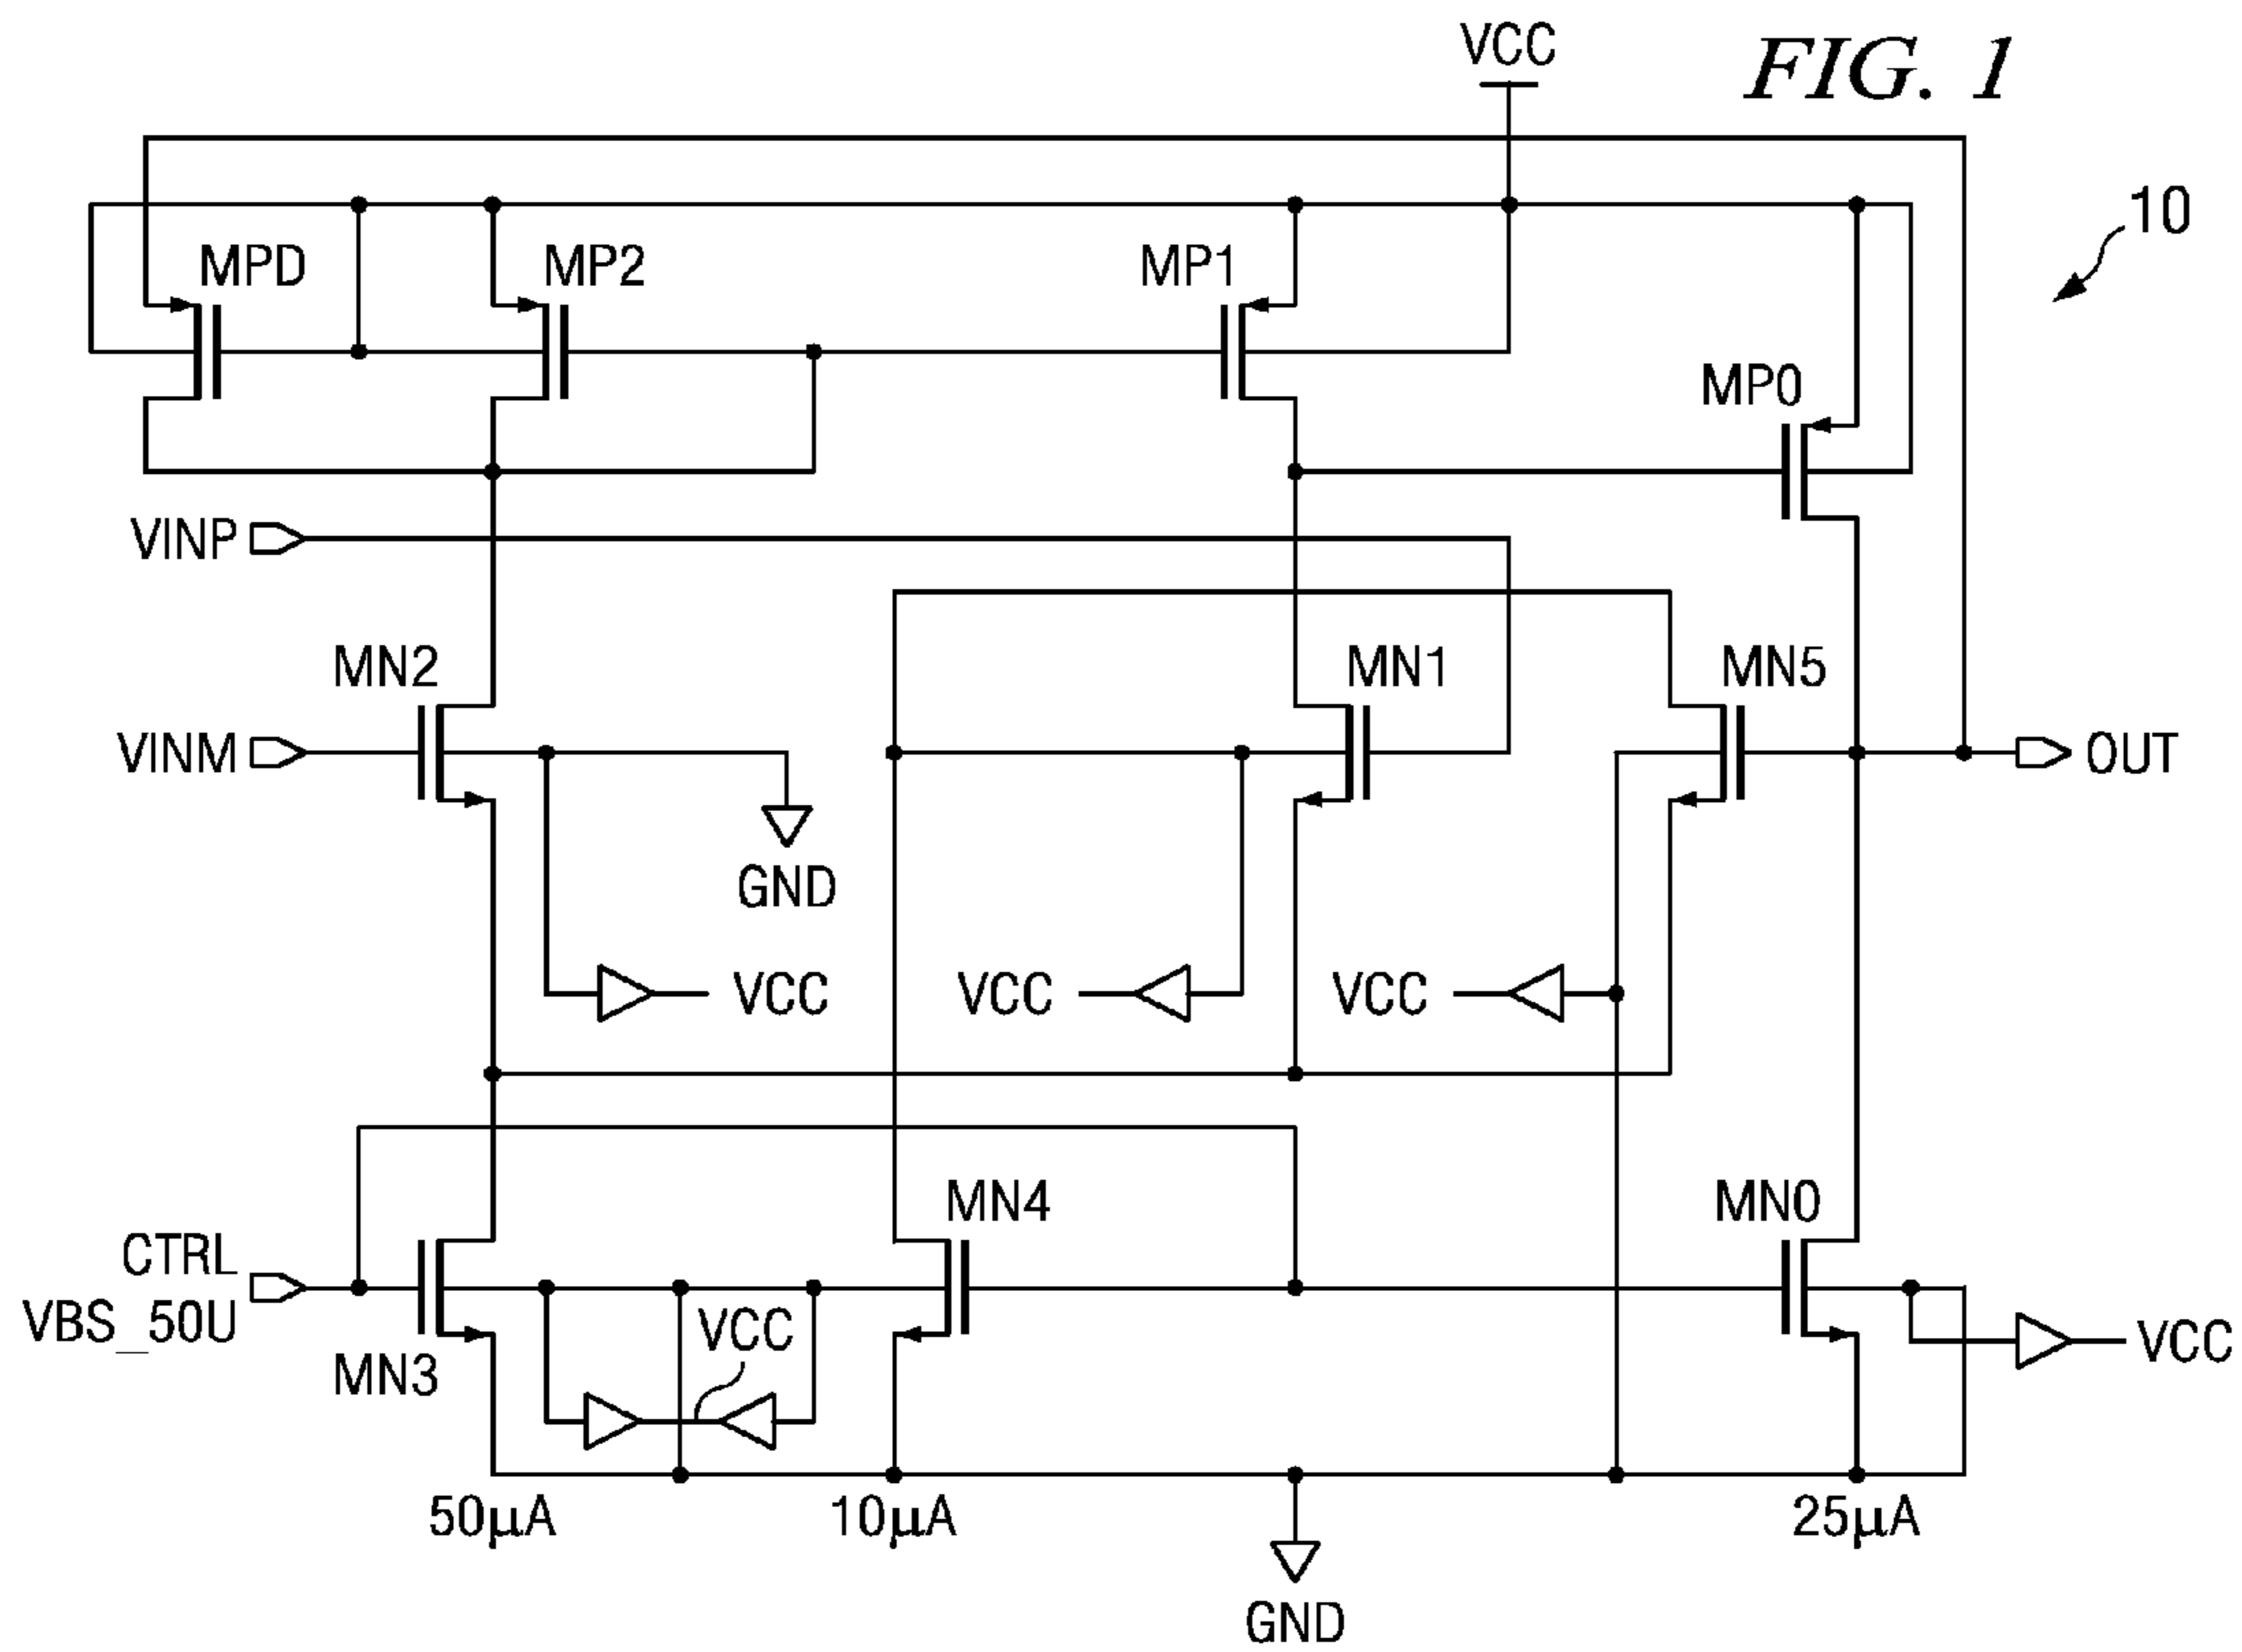 VCC
FIG. 1
10
MPD
MP2
MP1
MP0
VINP
MN2
MN1
MN5
VINM
OUT
GND
VCC
VCC
VCC
MN4
MN0
CTRL
VBS_50U
VCC
VCC
MN3
50μA
10μA
25μA
GND